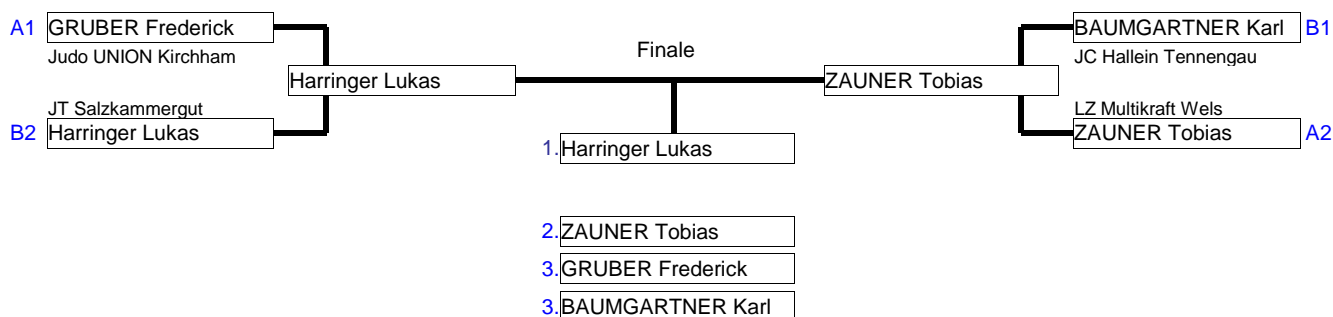 A1 GRUBER Frederick
Judo UNION Kirchham
Harringer Lukas
JT Salzkammergut
B2 Harringer Lukas
Finale
BAUMGARTNER Karl B1
JC Hallein Tennengau
ZAUNER Tobias
LZ Multikraft Wels
ZAUNER Tobias A2
1. Harringer Lukas
2. ZAUNER Tobias
3. GRUBER Frederick
3. BAUMGARTNER Karl